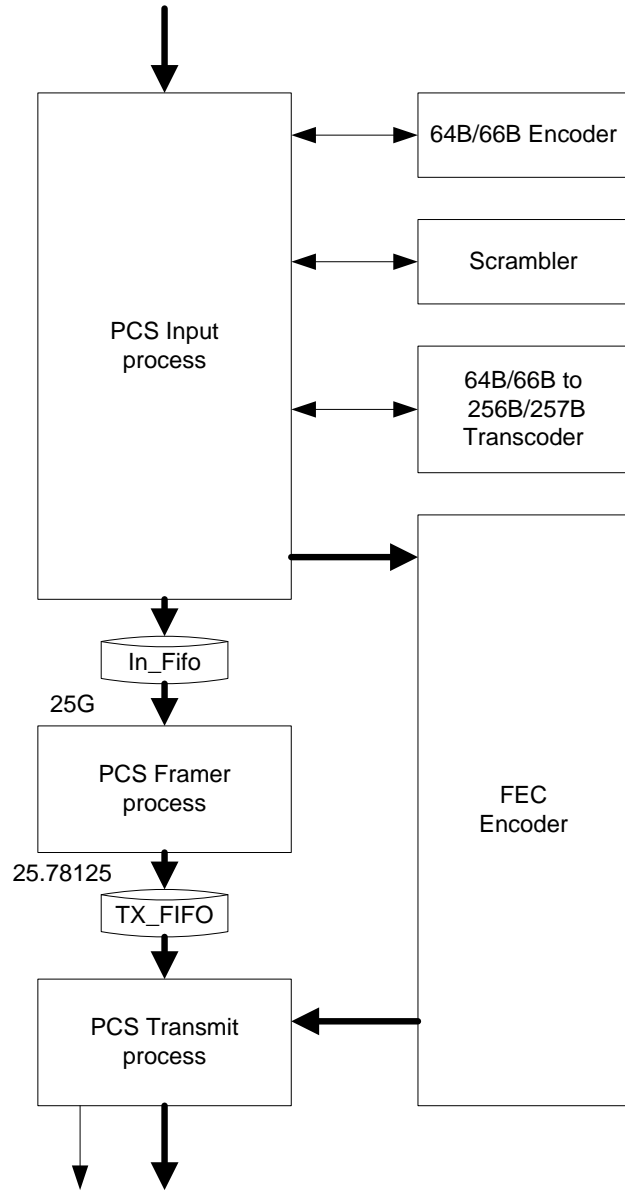 64B/66B Encoder
Scrambler
PCS Input
process
64B/66B to
256B/257B
Transcoder
In_Fifo
25G
PCS Framer
process
FEC
Encoder
25.78125
TX_FIFO
PCS Transmit
process